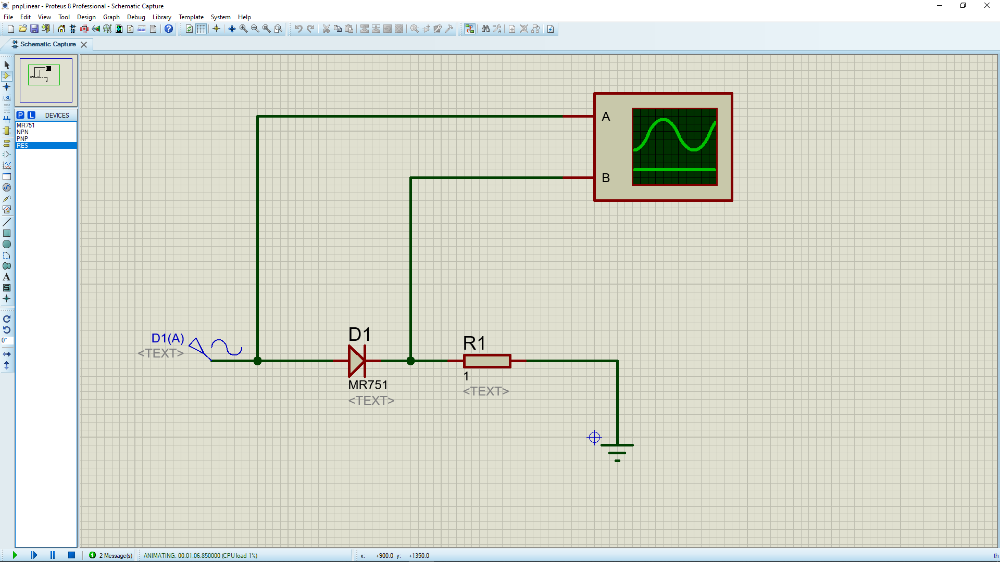 pnpLinear - Proteus 8 Professional - Schematic Capture
File Edit View Tool Design Graph Debug Library Template System Help
Schematic Capture
P L DEVICES
MR751
NPN
PNP
RES
LBL
A
S
0°
A
B
D1(A)
<TEXT>
D1
MR751
<TEXT>
R1
1
<TEXT>
2 Message(s) ANIMATING: 00:01:06.850000 (CPU load 1%) x: +900.0 y: +1350.0 th